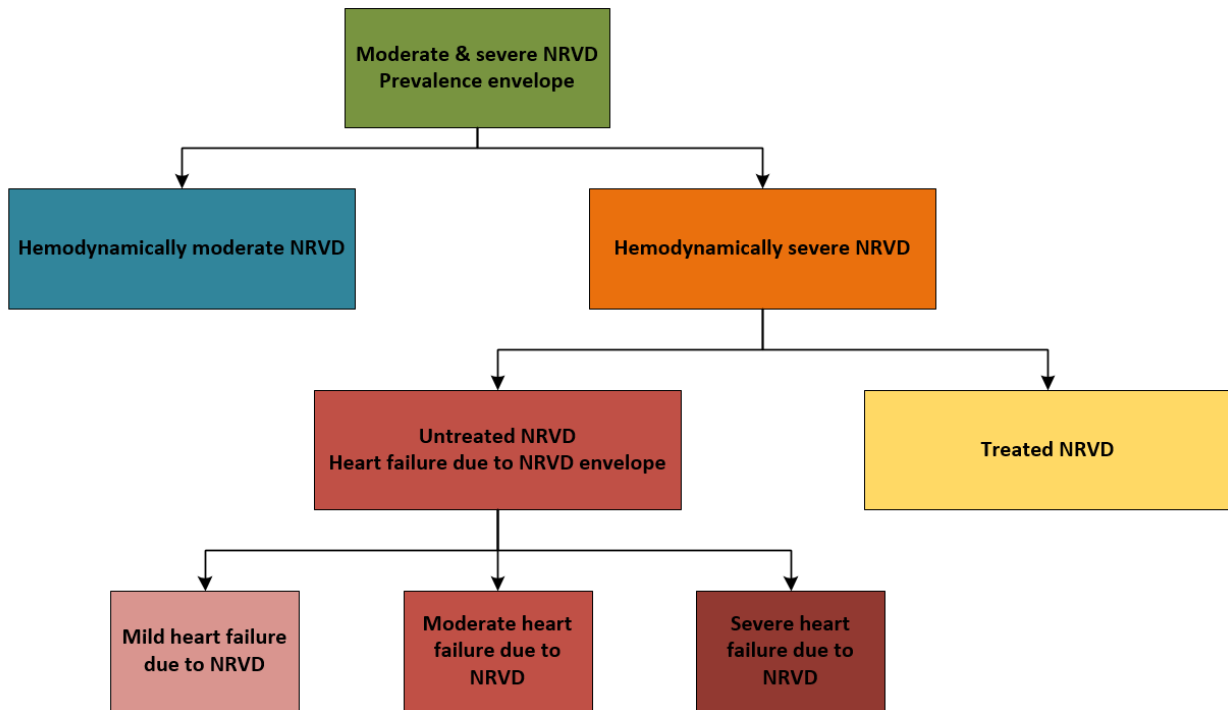 Moderate & severe NRVD
Prevalence envelope
Hemodynamically moderate NRVD
Hemodynamically severe NRVD
Untreated NRVD
Heart failure due to NRVD envelope
Treated NRVD
Mild heart failure
due to NRVD
Moderate heart
failure due to
NRVD
Severe heart
failure due to
NRVD